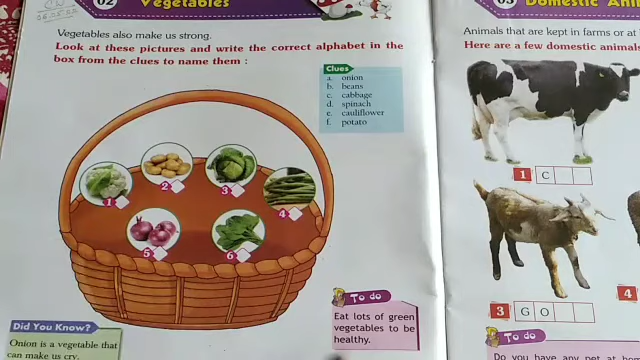 02 Vegetables
Vegetables also make us strong.
Look at these pictures and write the correct alphabet in the
box from the clues to name them :
Clues
a. onion
b. beans
c. cabbage
d. spinach
e. cauliflower
f. potato
1
2
3
4
5
6
To do
Eat lots of green
vegetables to be
healthy.
Did You Know?
Onion is a vegetable that
can make us cry.
03 Domestic Ani
Animals that are kept in farms or at
Here are a few domestic animals
1 C
3 G O
4
To do
Do you have any pet at hom